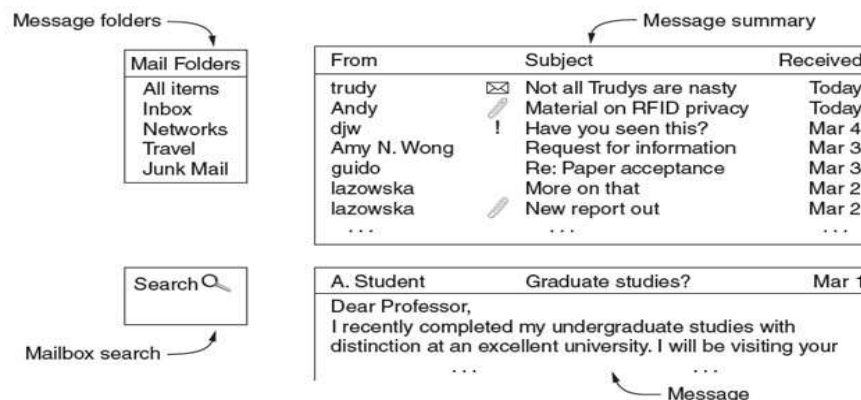 Message folders
Message summary
Mail Folders
All items
Inbox
Networks
Travel
Junk Mail
From Subject Received
trudy Not all Trudys are nasty Today
Andy Material on RFID privacy Today
djw ! Have you seen this? Mar 4
Amy N. Wong Request for information Mar 3
guido Re: Paper acceptance Mar 3
lazowska More on that Mar 2
lazowska New report out Mar 2
... ... ...
Search
Mailbox search
A. Student Graduate studies? Mar 1
Dear Professor,
I recently completed my undergraduate studies with
distinction at an excellent university. I will be visiting your
... ...
Message